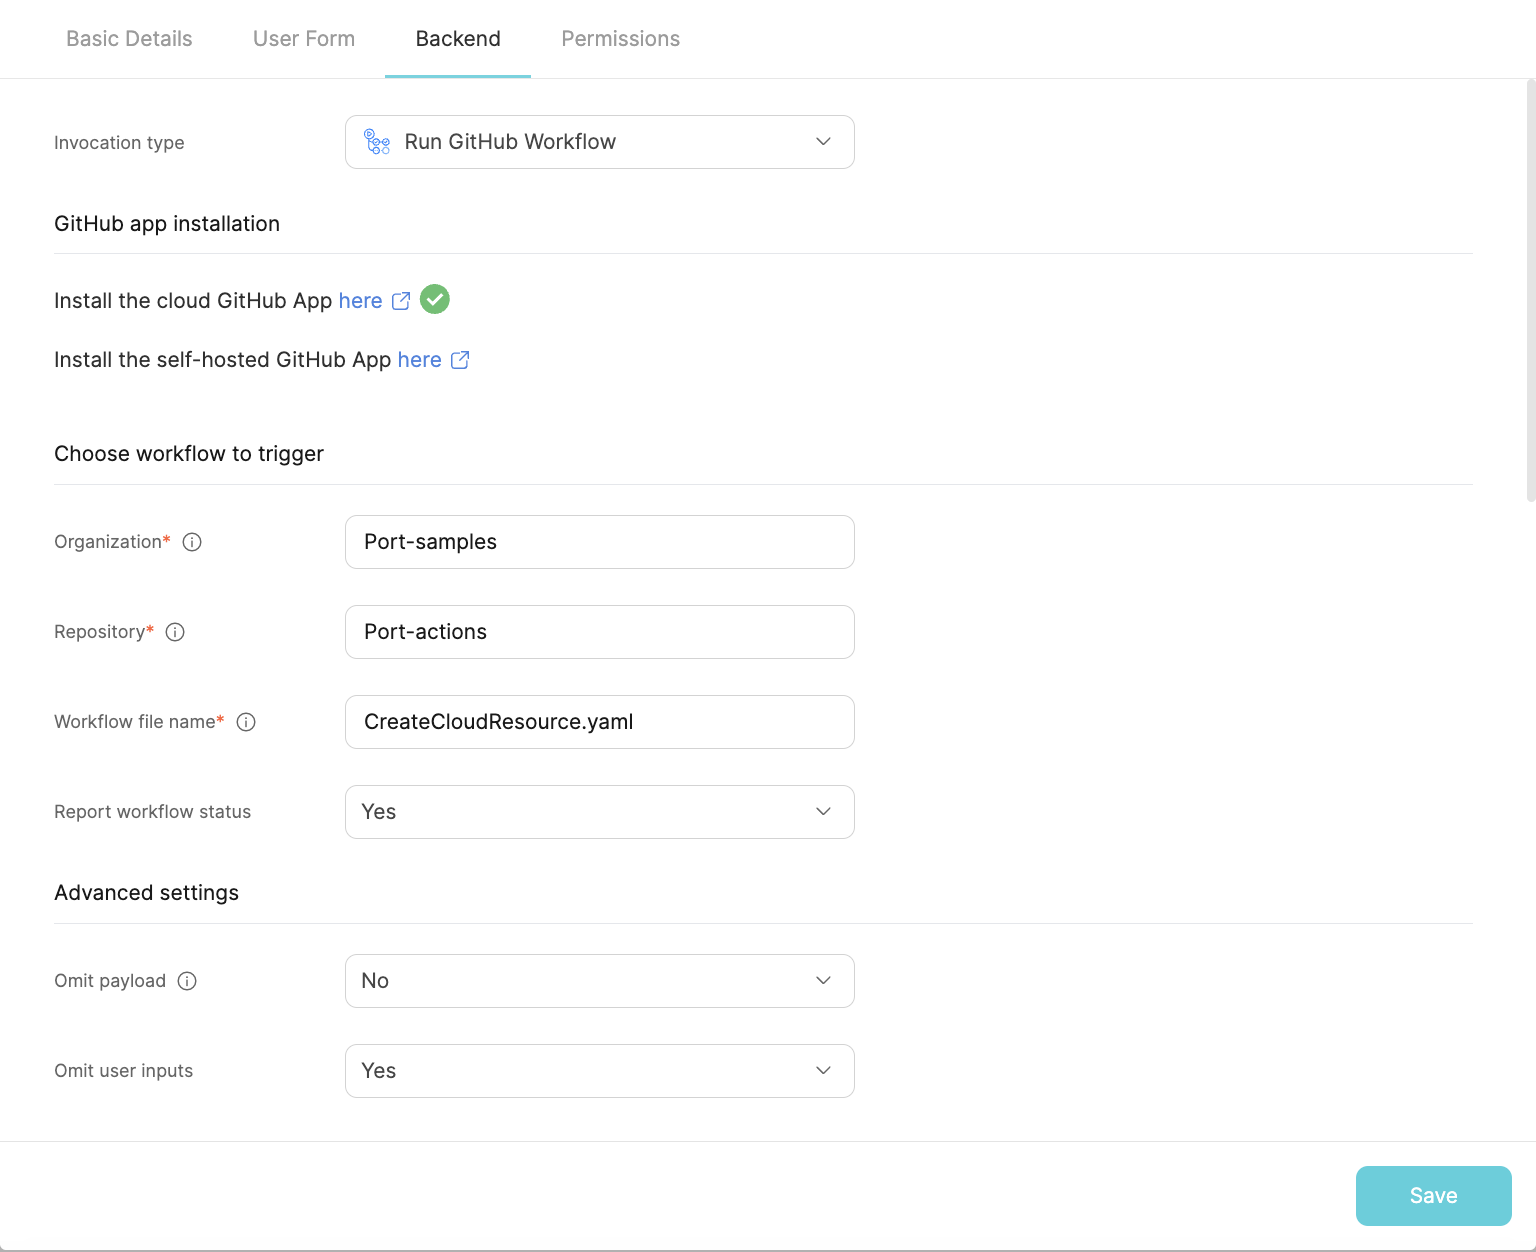 Basic Details User Form Backend Permissions
Invocation type Run GitHub Workflow
GitHub app installation
Install the cloud GitHub App here
Install the self-hosted GitHub App here
Choose workflow to trigger
Organization* Port-samples
Repository* Port-actions
Workflow file name* CreateCloudResource.yaml
Report workflow status Yes
Advanced settings
Omit payload No
Omit user inputs Yes
Save